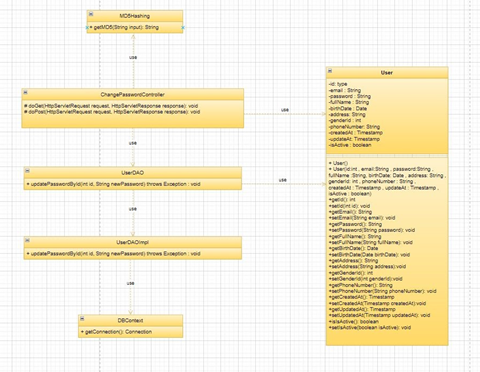 MD5Hashing
+ getMD5(String input): String
use
ChangePasswordController
# doGet(HttpServletRequest request, HttpServletResponse response): void
# doPost(HttpServletRequest request, HttpServletResponse response): void
use
use
UserDAO
+ updatePasswordById(int id, String newPassword) throws Exception : void
use
use
UserDAOImpl
+ updatePasswordById(int id, String newPassword) throws Exception : void
use
DBContext
+ getConnection(): Connection
User
-id: type
-email : String
-password : String
-fullName : String
-birthDate : Date
-address: String
-genderId : int
-phoneNumber: String
-createdAt : Timestamp
-updateAt: Timestamp
-isActive : boolean
+ User()
+ User(id:int , email:String , password:String ,
fullName :String, birthDate: Date , address: String ,
genderId : int , phoneNumber : String ,
createdAt : Timestamp , updateAt : Timestamp ,
isActive : boolean)
+getId(): int
+setId(int id): void
+getEmail(): String
+setEmail(String email): void
+getPassword(): String
+setPassword(String password): void
+getFullName(): String
+setFullName(String fullName): void
+getBirthDate(): Date
+setBirthDate(Date birthDate): void
+getAddress(): String
+setAddress(String address):void
+getGenderId(): int
+setGenderId(int genderId):void
+getPhoneNumber(): String
+setPhoneNumber(String phoneNumber): void
+getCreatedAt(): Timestamp
+setCreatedAt(Timestamp createdAt):void
+getUpdatedAt(): Timestamp
+setUpdatedAt(Timestamp updatedAt): void
+isIsActive(): boolean
+setIsActive(boolean isActive): void